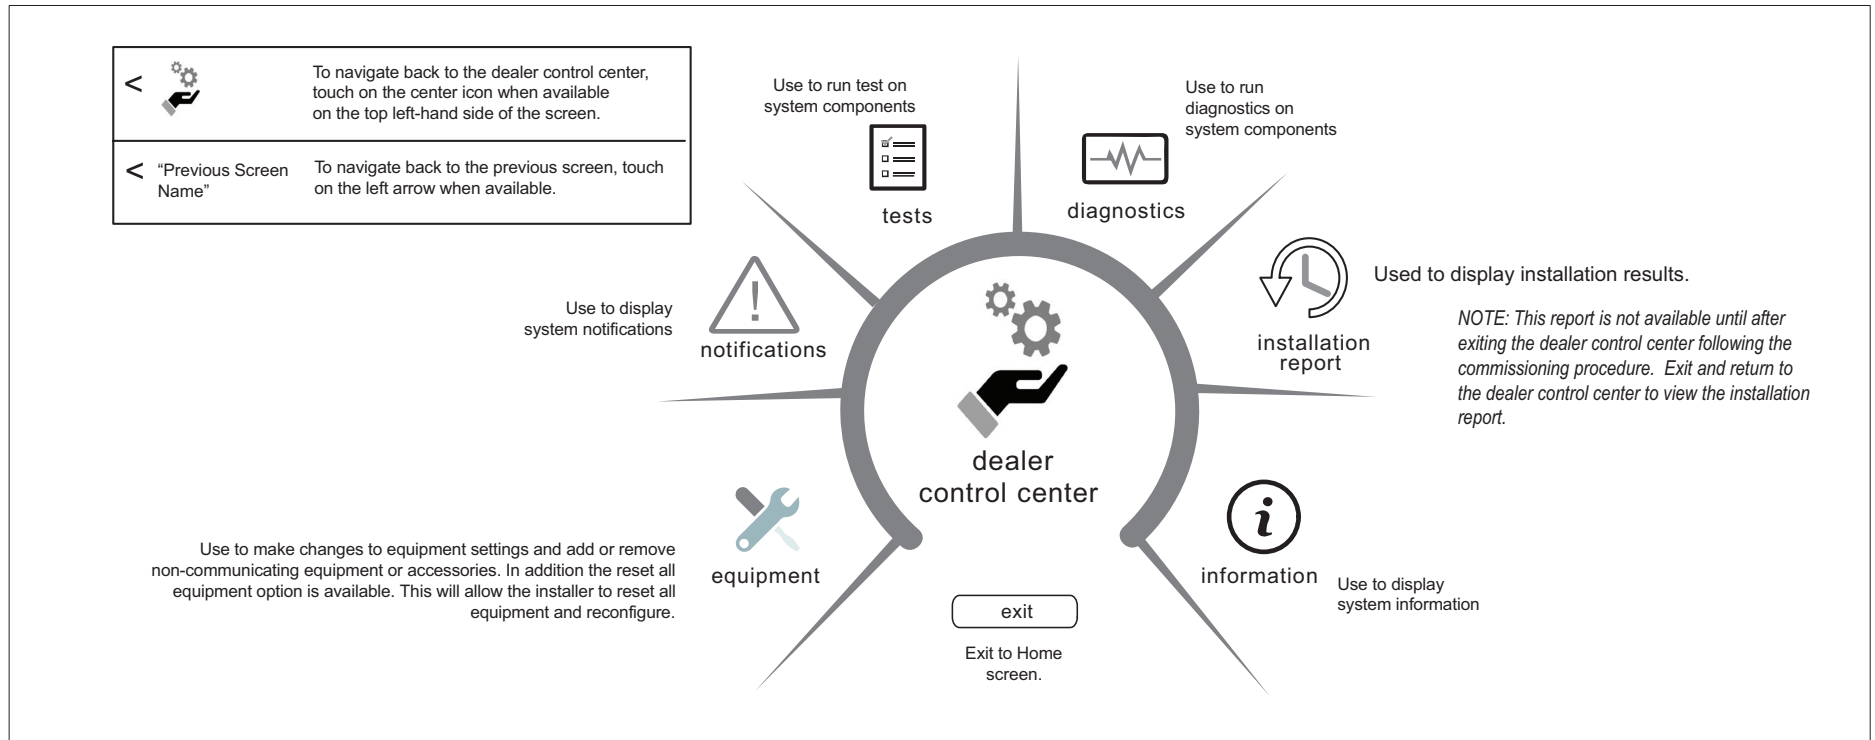 <
To navigate back to the dealer control center,
touch on the center icon when available
on the top left-hand side of the screen.
< “Previous Screen
Name”
To navigate back to the previous screen, touch
on the left arrow when available.
Use to run test on
system components
tests
Use to run
diagnostics on
system components
diagnostics
Use to display
system notifications
!
notifications
Used to display installation results.
installation
report
NOTE: This report is not available until after
exiting the dealer control center following the
commissioning procedure. Exit and return to
the dealer control center to view the installation
report.
dealer
control center
Use to make changes to equipment settings and add or remove
non-communicating equipment or accessories. In addition the reset all
equipment option is available. This will allow the installer to reset all
equipment and reconfigure.
equipment
i
information
Use to display
system information
exit
Exit to Home
screen.